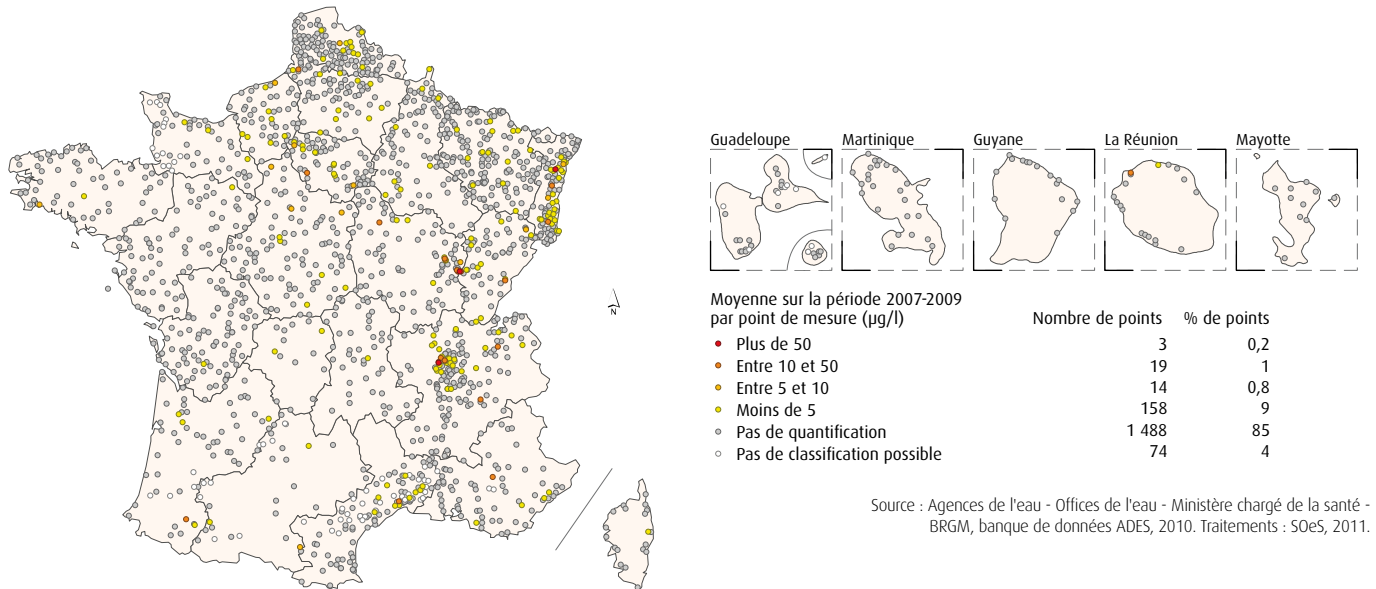 Guadeloupe Martinique Guyane La Réunion Mayotte
N
Moyenne sur la période 2007-2009
par point de mesure (µg/l) Nombre de points % de points
Plus de 50 3 0,2
Entre 10 et 50 19 1
Entre 5 et 10 14 0,8
Moins de 5 158 9
Pas de quantification 1 488 85
Pas de classification possible 74 4
Source : Agences de l'eau - Offices de l'eau - Ministère chargé de la santé -
BRGM, banque de données ADES, 2010. Traitements : SOeS, 2011.